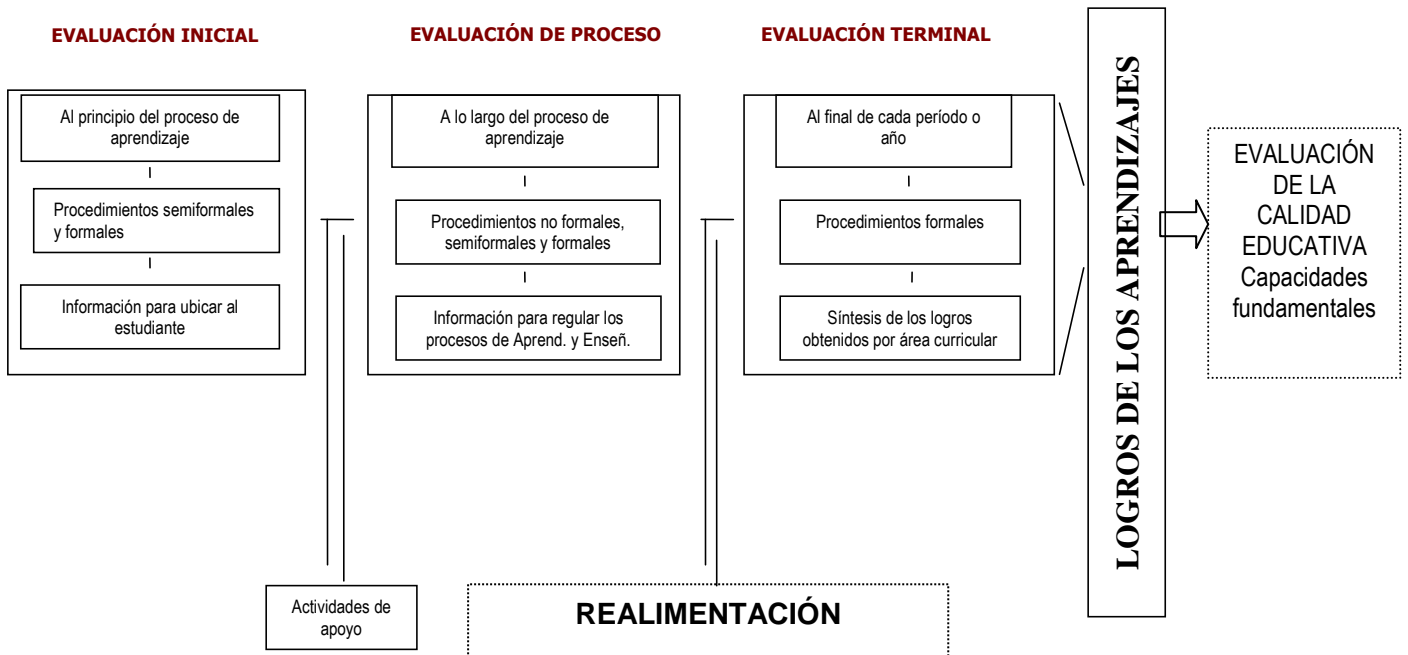 EVALUACIÓN INICIAL
Al principio del proceso de
aprendizaje
Procedimientos semiformales
y formales
Información para ubicar al
estudiante
EVALUACIÓN DE PROCESO
A lo largo del proceso de
aprendizaje
Procedimientos no formales,
semiformales y formales
Información para regular los
procesos de Aprend. y Enseñ.
EVALUACIÓN TERMINAL
Al final de cada período o
año
Procedimientos formales
Síntesis de los logros
obtenidos por área curricular
LOGROS DE LOS APRENDIZAJES
EVALUACIÓN
DE LA
CALIDAD
EDUCATIVA
Capacidades
fundamentales
Actividades de
apoyo
REALIMENTACIÓN